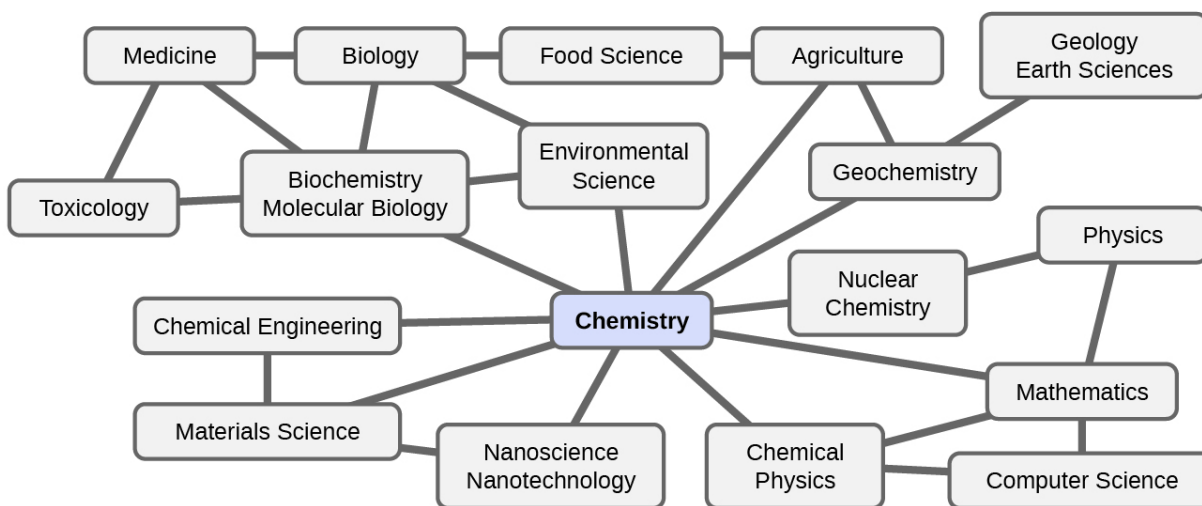 Medicine
Biology
Food Science
Agriculture
Geology
Earth Sciences
Environmental
Science
Geochemistry
Biochemistry
Molecular Biology
Toxicology
Physics
Nuclear
Chemistry
Chemical Engineering
Chemistry
Mathematics
Materials Science
Nanoscience
Nanotechnology
Chemical
Physics
Computer Science